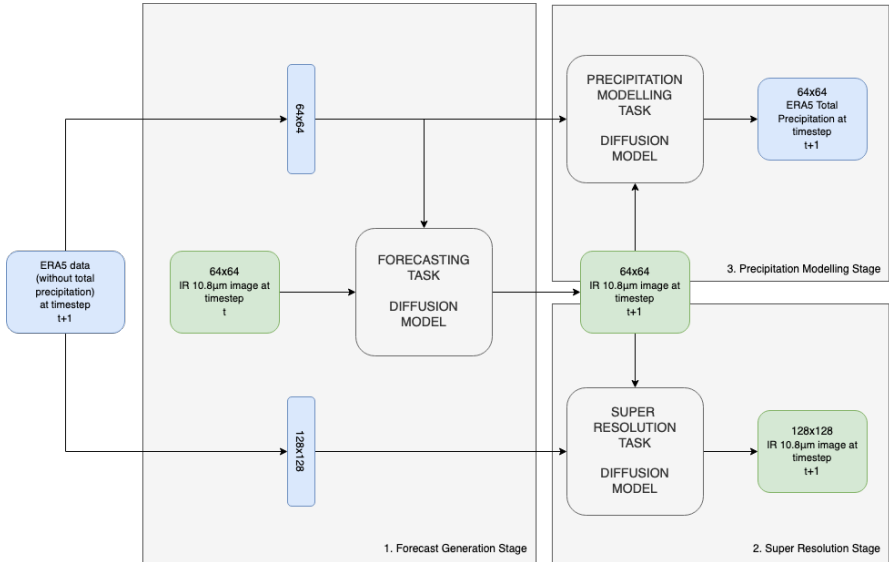 ERA5 data
(without total
precipitation)
at timestep
t+1
64x64
64x64
IR 10.8µm image at
timestep
t
FORECASTING
TASK
DIFFUSION
MODEL
128x128
1. Forecast Generation Stage
PRECIPITATION
MODELLING
TASK
DIFFUSION
MODEL
64x64
ERA5 Total
Precipitation at
timestep
t+1
3. Precipitation Modelling Stage
64x64
IR 10.8µm image at
timestep
t+1
SUPER
RESOLUTION
TASK
DIFFUSION
MODEL
128x128
IR 10.8µm image at
timestep
t+1
2. Super Resolution Stage